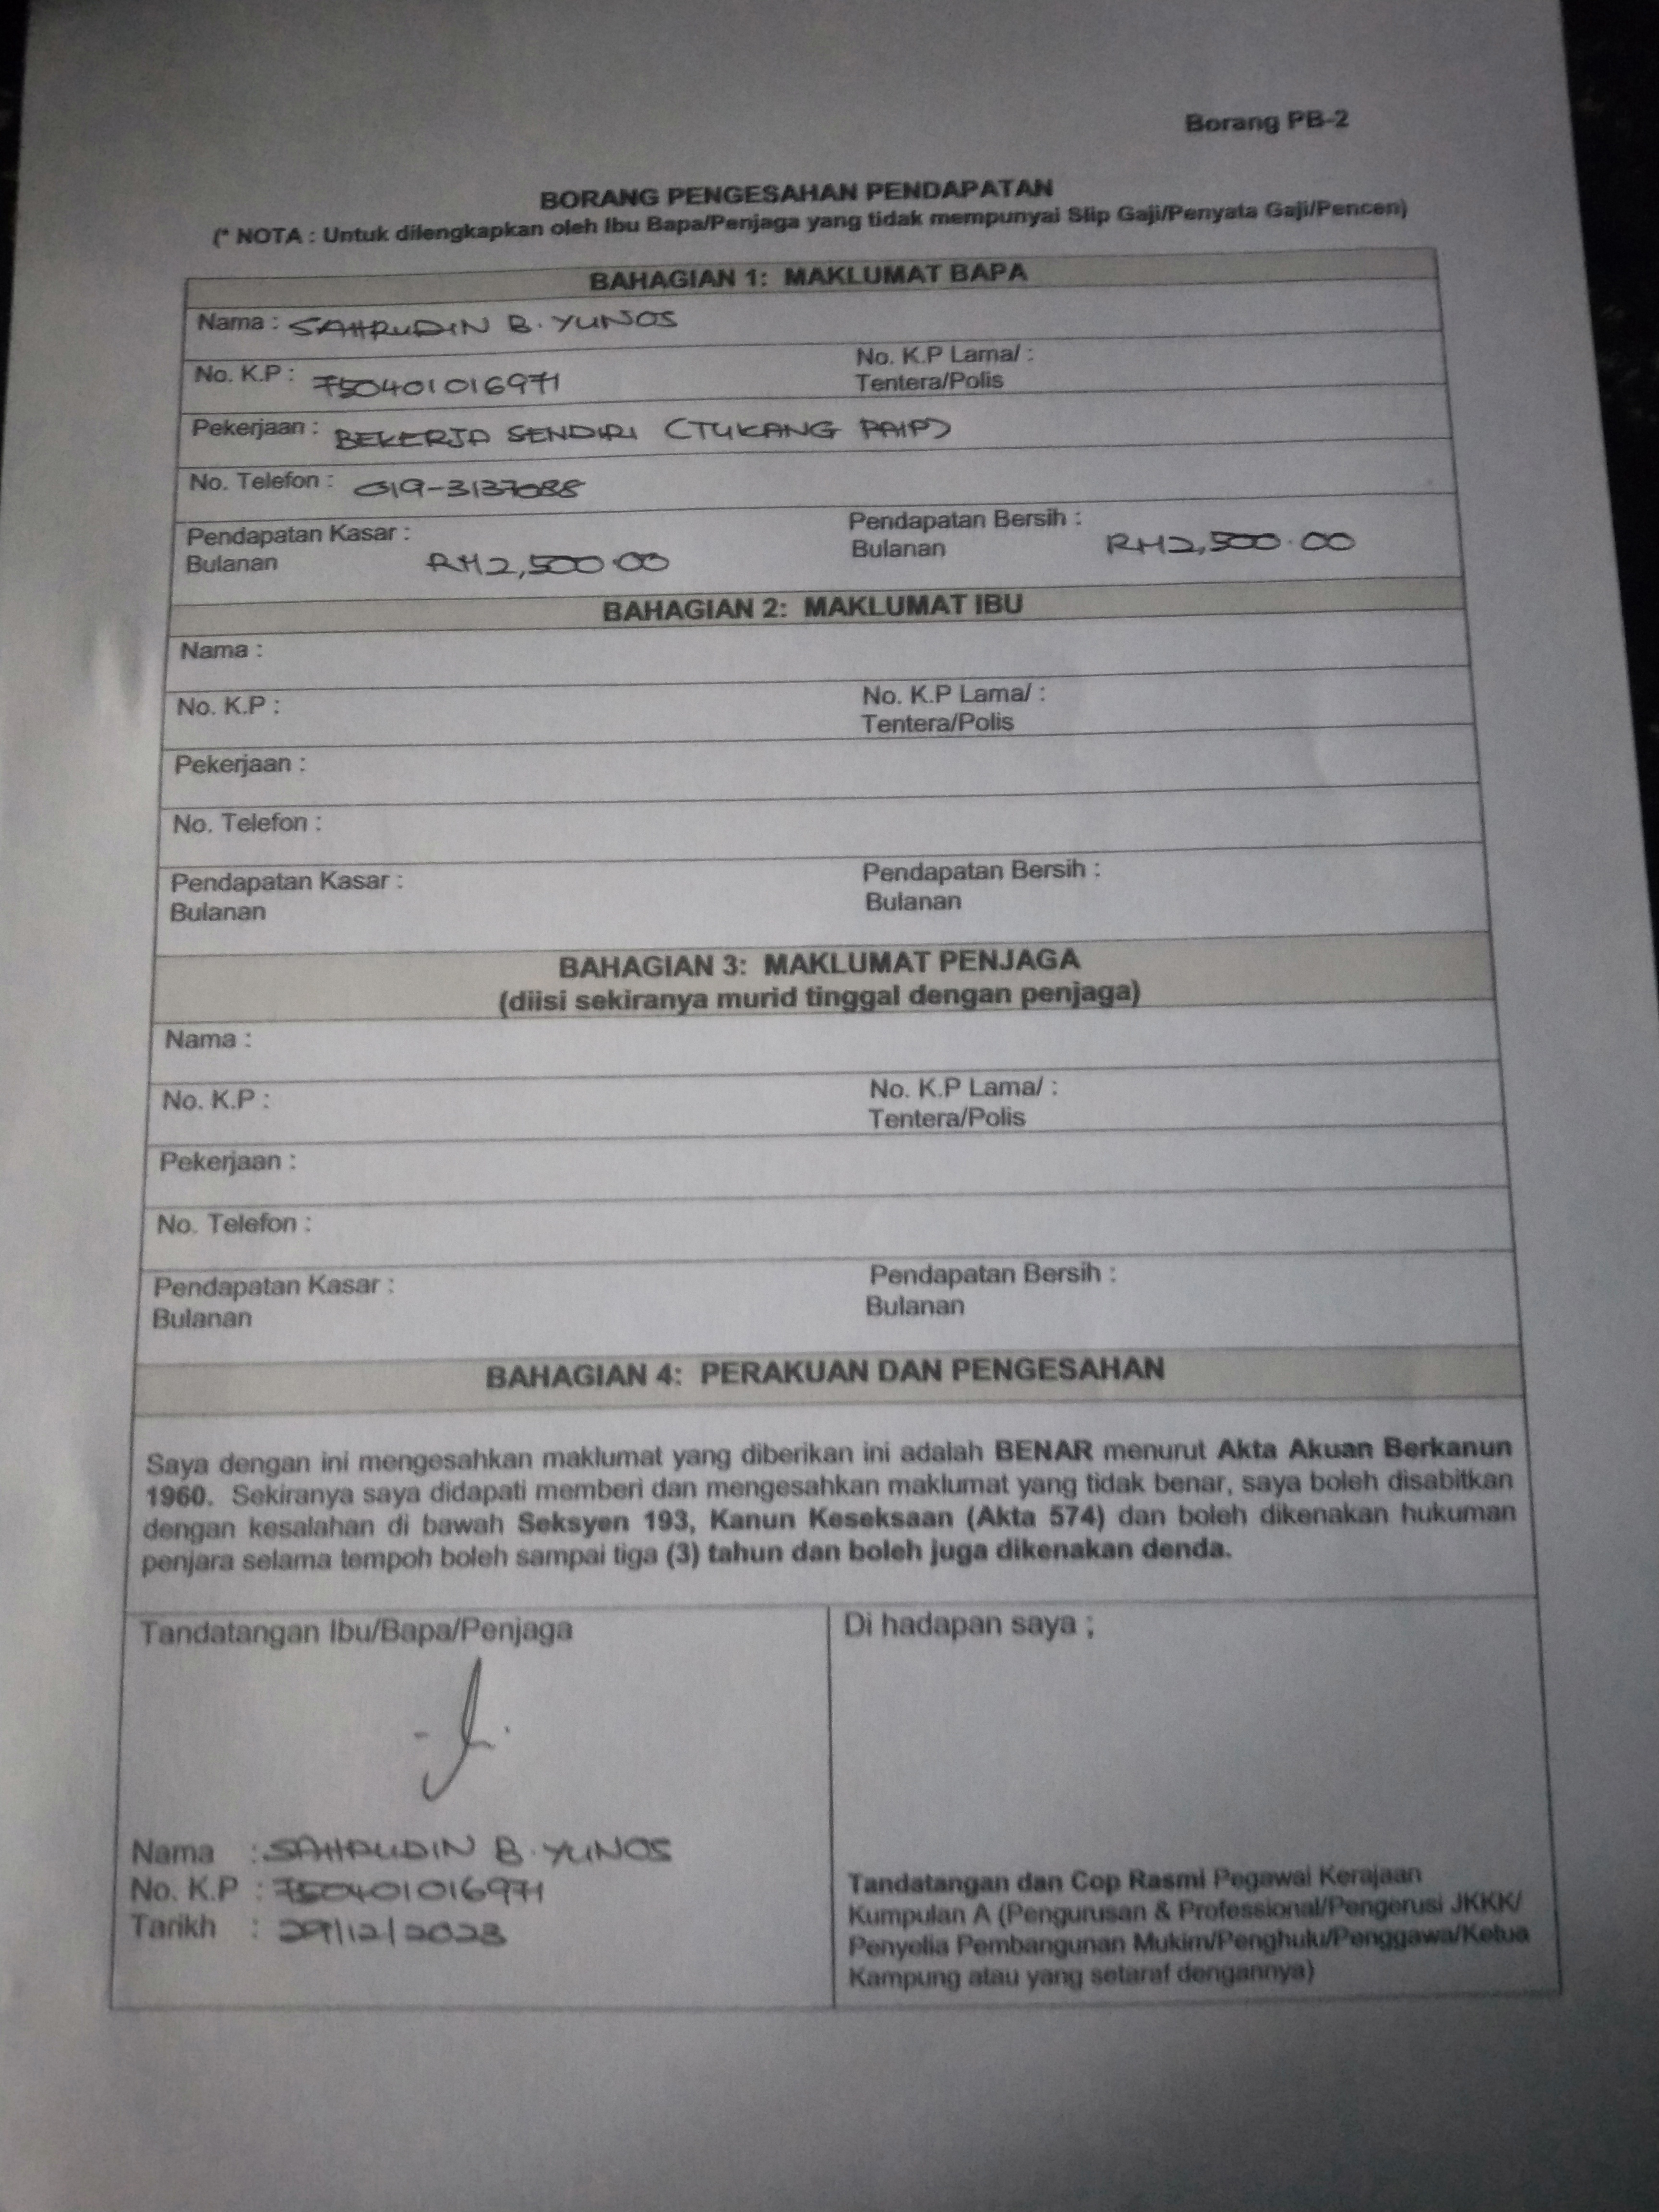 Borang PB-2
BORANG PENGESAHAN PENDAPATAN
(* NOTA : Untuk dilengkapkan oleh Ibu Bapa/Penjaga yang tidak mempunyai Slip Gaji/Penyata Gaji/Pencen)
BAHAGIAN 1: MAKLUMAT BAPA
Nama : SAHRUDIN B. YUNOS
No. K.P : 750401016971 No. K.P Lama/ :
Tentera/Polis
Pekerjaan : BEKERJA SENDIRI (TUKANG PAIP)
No. Telefon : 019-3137088
Pendapatan Kasar : Pendapatan Bersih :
Bulanan RM2,500.00 Bulanan RM2,500.00
BAHAGIAN 2: MAKLUMAT IBU
Nama :
No. K.P : No. K.P Lama/ :
Tentera/Polis
Pekerjaan :
No. Telefon :
Pendapatan Kasar : Pendapatan Bersih :
Bulanan Bulanan
BAHAGIAN 3: MAKLUMAT PENJAGA
(diisi sekiranya murid tinggal dengan penjaga)
Nama :
No. K.P : No. K.P Lama/ :
Tentera/Polis
Pekerjaan :
No. Telefon :
Pendapatan Kasar : Pendapatan Bersih :
Bulanan Bulanan
BAHAGIAN 4: PERAKUAN DAN PENGESAHAN
Saya dengan ini mengesahkan maklumat yang diberikan ini adalah BENAR menurut Akta Akuan Berkanun
1960. Sekiranya saya didapati memberi dan mengesahkan maklumat yang tidak benar, saya boleh disabitkan
dengan kesalahan di bawah Seksyen 193, Kanun Keseksaan (Akta 574) dan boleh dikenakan hukuman
penjara selama tempoh boleh sampai tiga (3) tahun dan boleh juga dikenakan denda.
Tandatangan Ibu/Bapa/Penjaga
Nama : SAHRUDIN B. YUNOS
No. K.P : 750401016971
Tarikh : 29/12/2023
Di hadapan saya ;
Tandatangan dan Cop Rasmi Pegawai Kerajaan
Kumpulan A (Pengurusan & Professional/Pengerusi JKKK/
Penyelia Pembangunan Mukim/Penghulu/Penggawa/Ketua
Kampung atau yang setaraf dengannya)